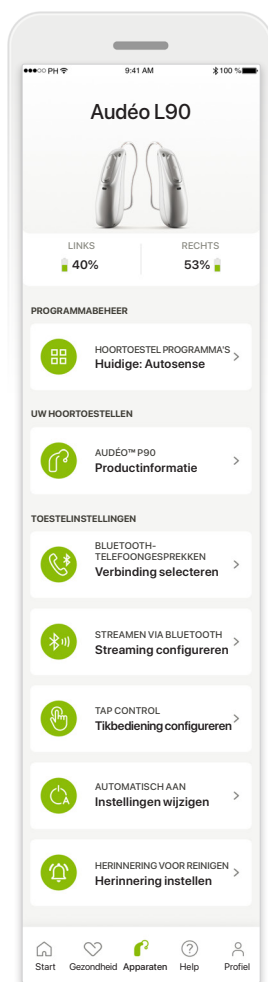 ●●●○○ PH 9:41 AM 100 %
Audéo L90
LINKS RECHTS
40% 53%
PROGRAMMABEHEER
HOORTOESTEL PROGRAMMA'S
Huidige: Autosense
UW HOORTOESTELLEN
AUDÉO™ P90
Productinformatie
TOESTELINSTELLINGEN
BLUETOOTH-
TELEFOONGESPREKKEN
Verbinding selecteren
STREAMEN VIA BLUETOOTH
Streaming configureren
TAP CONTROL
Tikbediening configureren
AUTOMATISCH AAN
Instellingen wijzigen
HERINNERING VOOR REINIGEN
Herinnering instellen
Start Gezondheid Apparaten Help Profiel